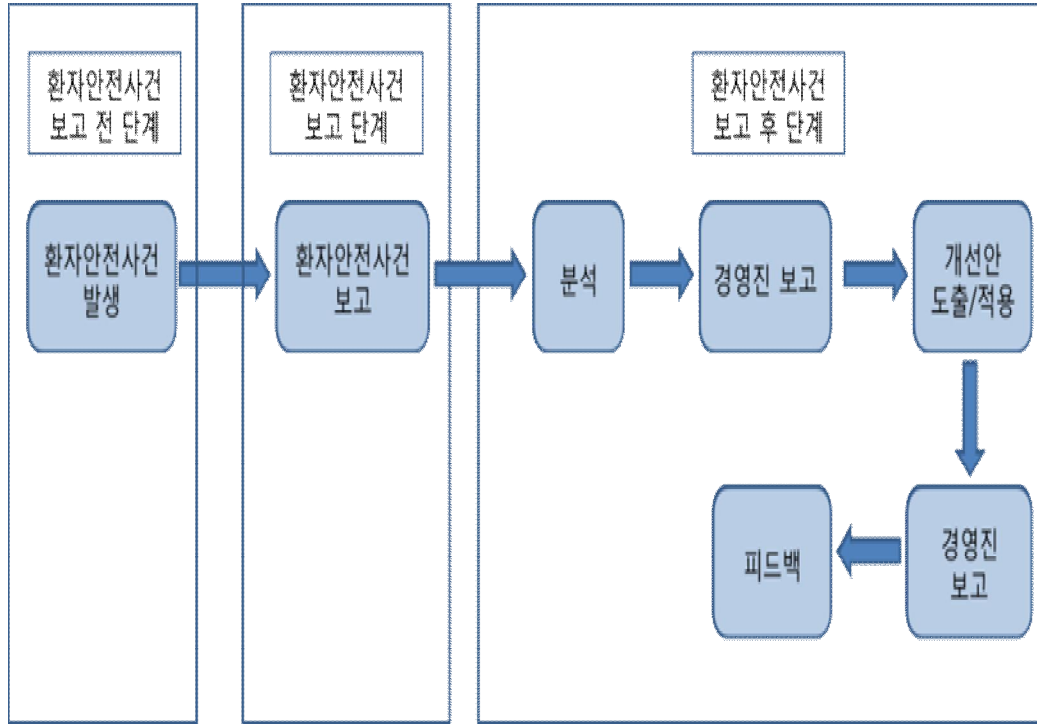 환자안전사건
보고 전 단계
환자안전사건
보고 단계
환자안전사건
보고 후 단계
환자안전사건
발생
환자안전사건
보고
분석
경영진 보고
개선안
도출/적용
경영진
보고
피드백